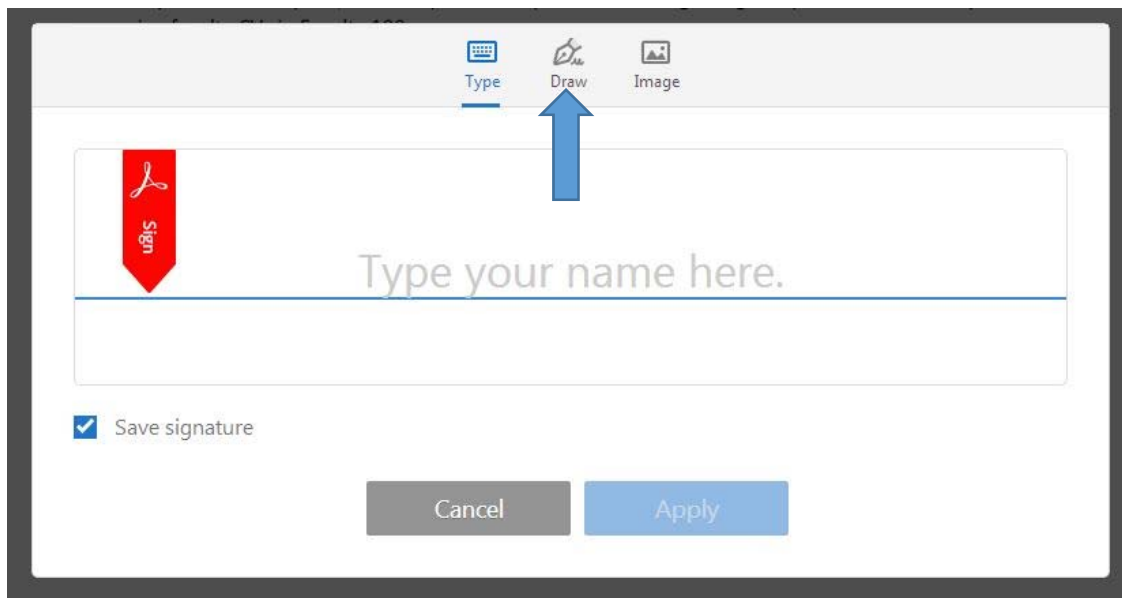 Type Draw Image
Sign
Type your name here.
Save signature
Cancel Apply